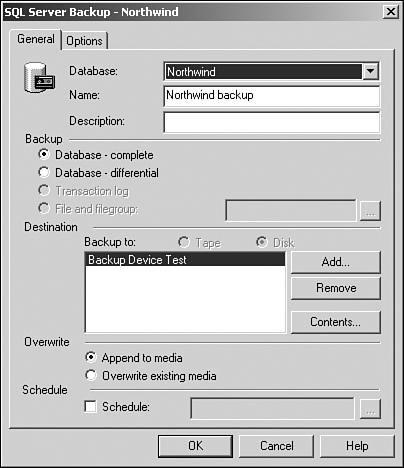 SQL Server Backup - Northwind
General
Options
Database:
Northwind
Name:
Northwind backup
Description:
Backup
Database - complete
Database - differential
Transaction log
File and filegroup:
...
Destination
Backup to:
Tape
Disk
Backup Device Test
Add...
Remove
Contents...
Overwrite
Append to media
Overwrite existing media
Schedule
Schedule:
...
OK
Cancel
Help